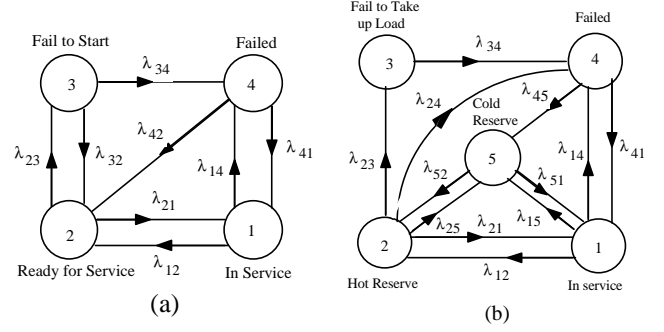 Fail to Start
Failed
3
λ34
4
λ42
λ23
λ32
λ14
λ41
λ21
2
1
λ12
Ready for Service
In Service
(a)
Fail to Take
up Load
Failed
3
λ34
4
λ24
λ45
Cold
Reserve
5
λ23
λ52
λ51
λ14
λ41
λ25
λ21
λ15
2
1
λ12
Hot Reserve
In service
(b)